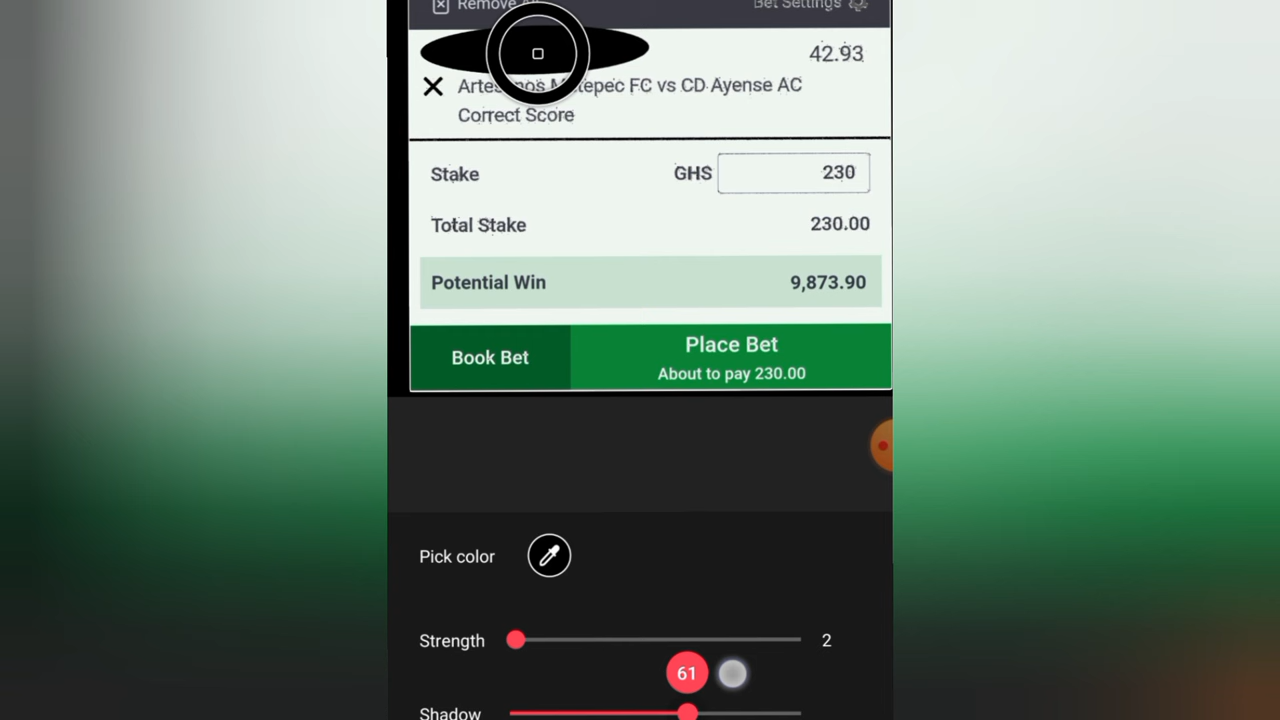 Remove
Bet Settings
42.93
Artesanos Metepec FC vs CD Ayense AC
Correct Score
Stake
GHS
230
Total Stake
230.00
Potential Win
9,873.90
Book Bet
Place Bet
About to pay 230.00
Pick color
Strength
2
61
Shadow